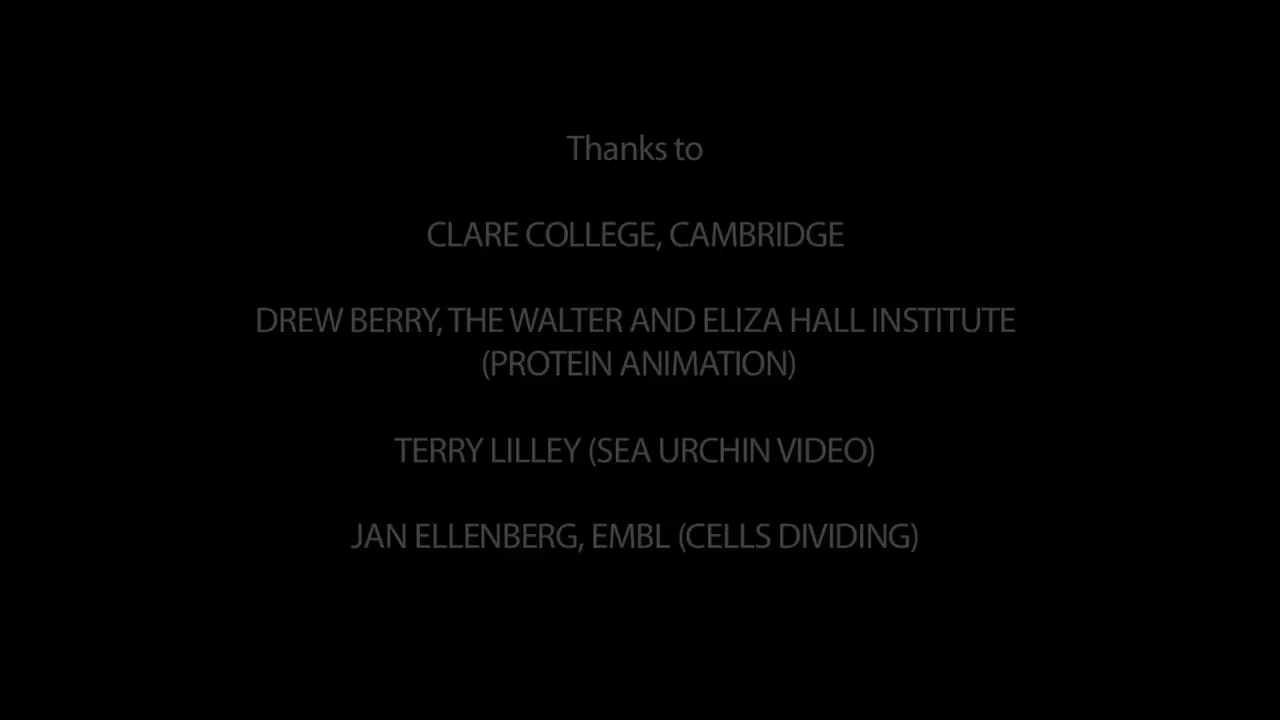 Thanks to
CLARE COLLEGE, CAMBRIDGE
DREW BERRY, THE WALTER AND ELIZA HALL INSTITUTE
(PROTEIN ANIMATION)
TERRY LILLEY (SEA URCHIN VIDEO)
JAN ELLENBERG, EMBL (CELLS DIVIDING)